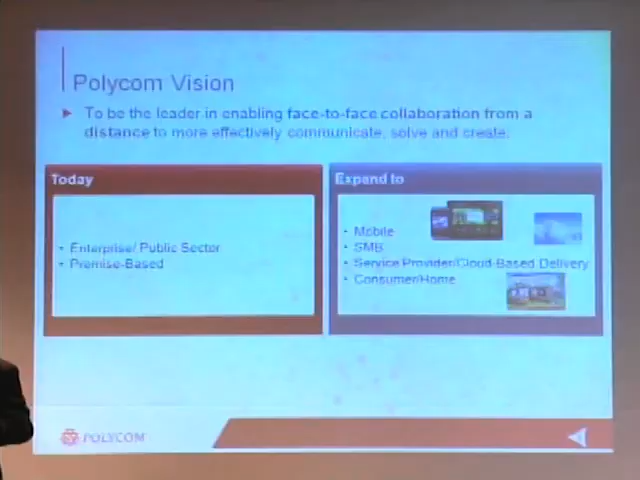 Polycom Vision
To be the leader in enabling face-to-face collaboration from a
distance to more effectively communicate, solve and create.
Today
• Enterprise/ Public Sector
• Premise-Based
Expand to
• Mobile
• SMB
• Service Provider/Cloud-Based Delivery
• Consumer/Home
POLYCOM